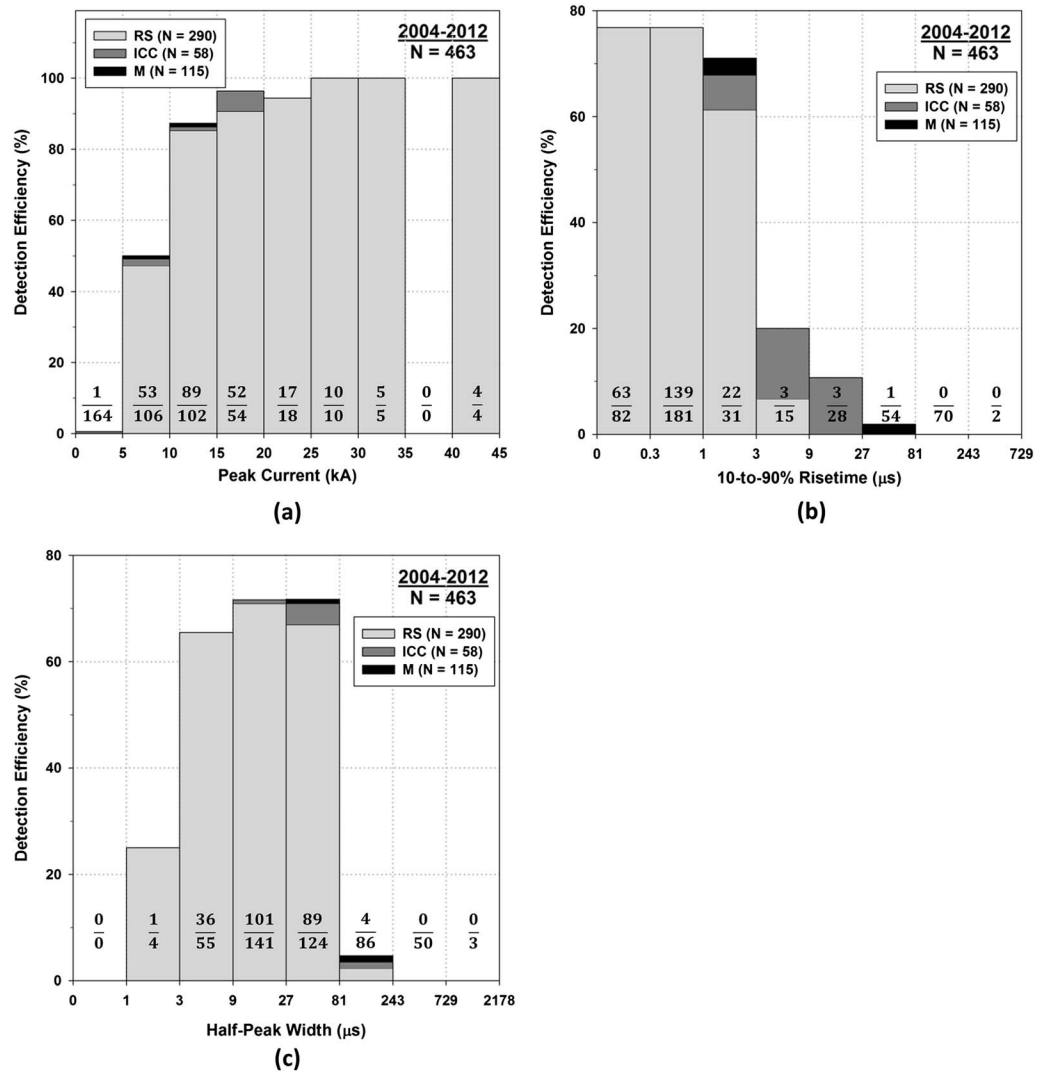 RS (N = 290)
ICC (N = 58)
M (N = 115)
2004-2012
N = 463
Detection Efficiency (%)
100
80
60
40
20
0
1 53 89 52 17 10 5 0 4
164 106 102 54 18 10 5 0 4
0 5 10 15 20 25 30 35 40 45
Peak Current (kA)
(a)
2004-2012
N = 463
RS (N = 290)
ICC (N = 58)
M (N = 115)
Detection Efficiency (%)
80
60
40
20
0
63 139 22 3 3 1 0 0
82 181 31 15 28 54 70 2
0 0.3 1 3 9 27 81 243 729
10-to-90% Risetime (μs)
(b)
2004-2012
N = 463
RS (N = 290)
ICC (N = 58)
M (N = 115)
Detection Efficiency (%)
80
60
40
20
0
0 1 36 101 89 4 0 0
0 4 55 141 124 86 50 3
0 1 3 9 27 81 243 729 2178
Half-Peak Width (μs)
(c)